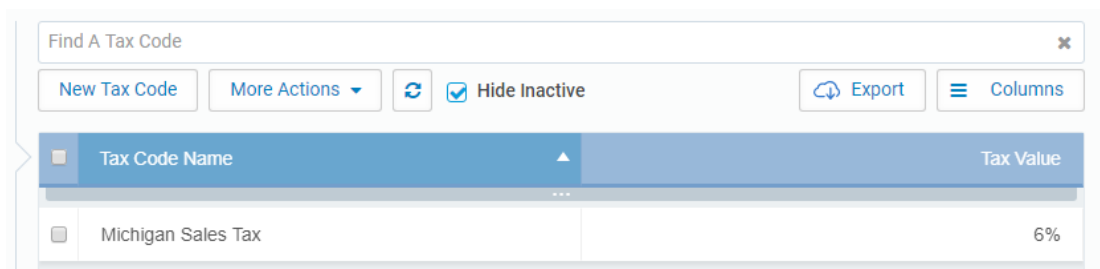 Find A Tax Code
New Tax Code More Actions Hide Inactive Export Columns
Tax Code Name Tax Value
Michigan Sales Tax 6%